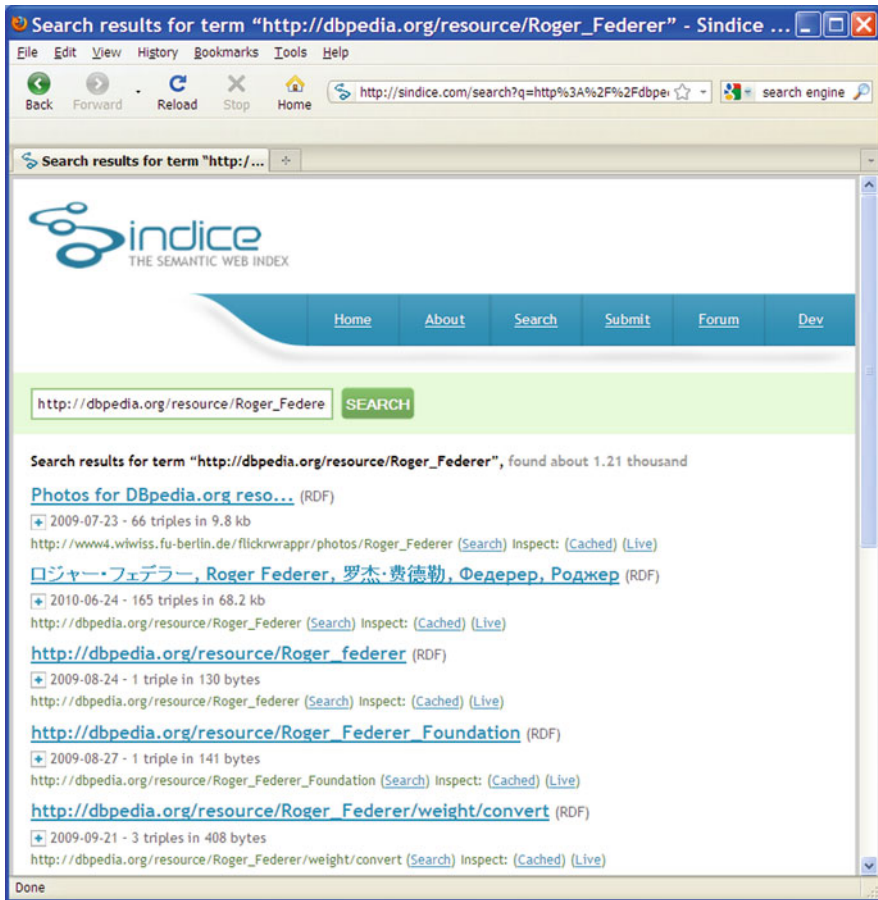 Search results for term “http://dbpedia.org/resource/Roger_Federer” - Sindice ...
File Edit View History Bookmarks Tools Help
Back Forward Reload Stop Home http://sindice.com/search?q=http%3A%2F%2Fdbpe search engine
Search results for term "http:/...
sindice
THE SEMANTIC WEB INDEX
Home About Search Submit Forum Dev
http://dbpedia.org/resource/Roger_Federe SEARCH
Search results for term “http://dbpedia.org/resource/Roger_Federer”, found about 1.21 thousand
Photos for DBpedia.org reso... (RDF)
2009-07-23 - 66 triples in 9.8 kb
http://www4.wiwiss.fu-berlin.de/flickrwrappr/photos/Roger_Federer (Search) Inspect: (Cached) (Live)
ロジャー・フェデラー, Roger Federer, 罗杰·费德勒, Федерер, Роджер (RDF)
2010-06-24 - 165 triples in 68.2 kb
http://dbpedia.org/resource/Roger_Federer (Search) Inspect: (Cached) (Live)
http://dbpedia.org/resource/Roger_federer (RDF)
2009-08-24 - 1 triple in 130 bytes
http://dbpedia.org/resource/Roger_federer (Search) Inspect: (Cached) (Live)
http://dbpedia.org/resource/Roger_Federer_Foundation (RDF)
2009-08-27 - 1 triple in 141 bytes
http://dbpedia.org/resource/Roger_Federer_Foundation (Search) Inspect: (Cached) (Live)
http://dbpedia.org/resource/Roger_Federer/weight/convert (RDF)
2009-09-21 - 3 triples in 408 bytes
http://dbpedia.org/resource/Roger_Federer/weight/convert (Search) Inspect: (Cached) (Live)
Done